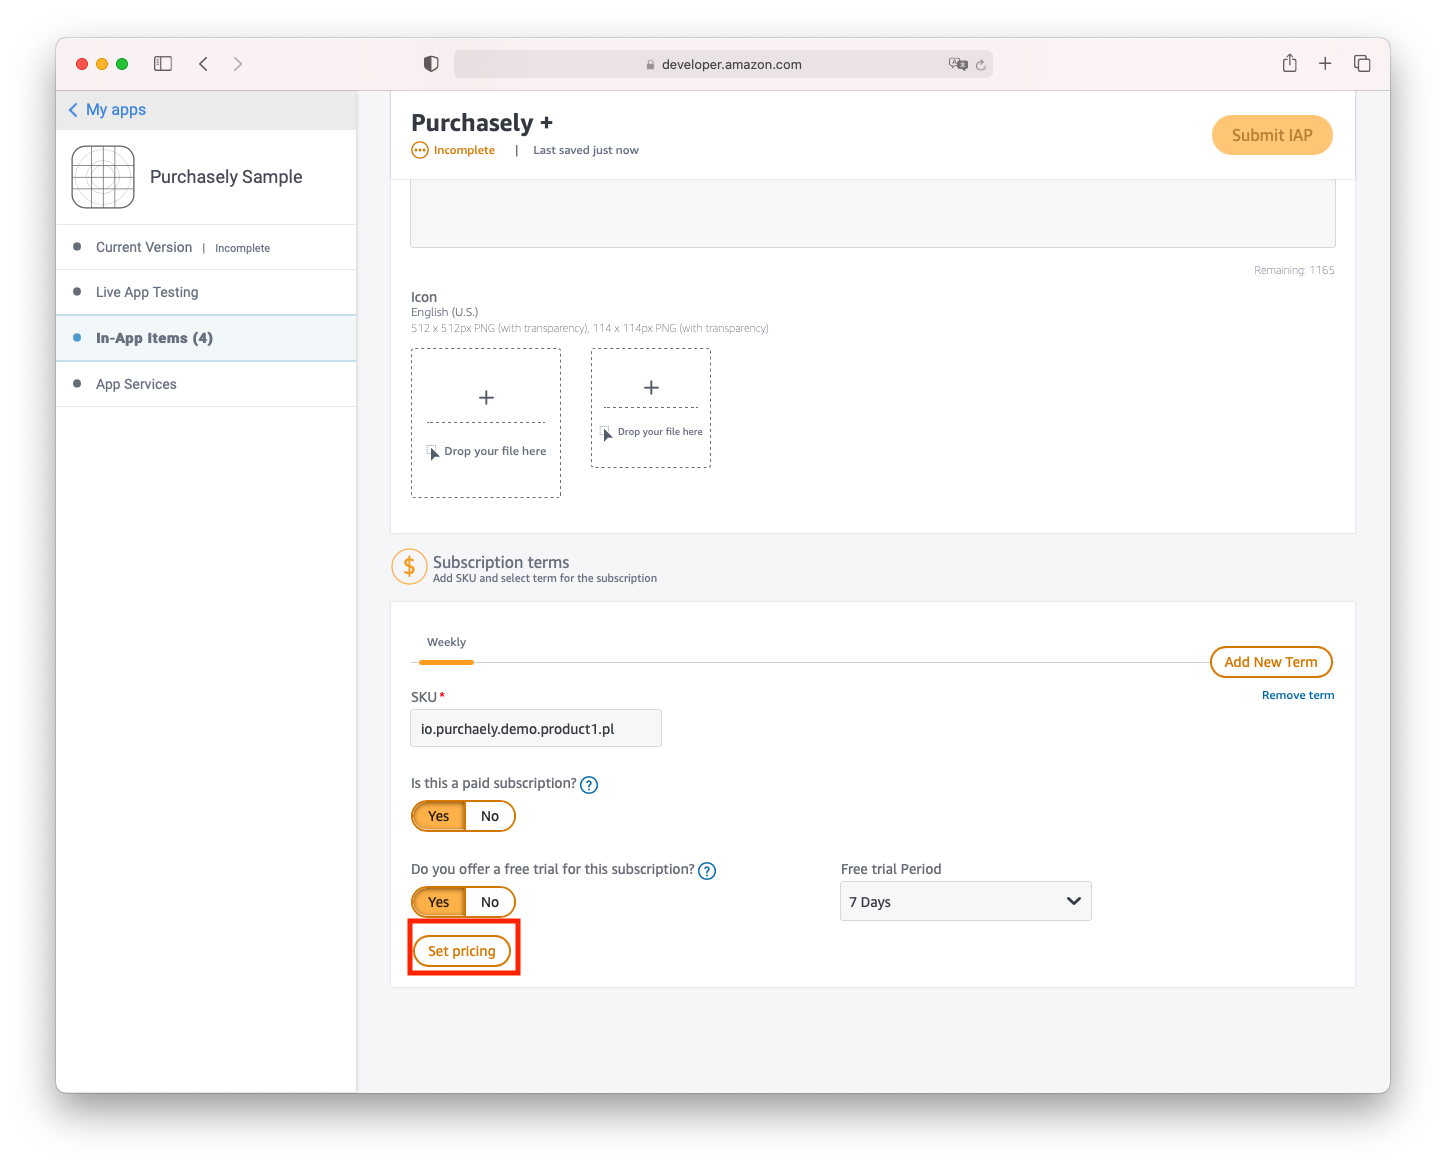 developer.amazon.com
My apps
Purchasely Sample
Current Version | Incomplete
Live App Testing
In-App Items (4)
App Services
Purchasely +
Incomplete | Last saved just now
Submit IAP
Remaining: 1165
Icon
English (U.S.)
512 x 512px PNG (with transparency), 114 x 114px PNG (with transparency)
Drop your file here
Drop your file here
$
Subscription terms
Add SKU and select term for the subscription
Weekly
Add New Term
Remove term
SKU*
io.purchaely.demo.product1.pl
Is this a paid subscription? ?
Yes No
Do you offer a free trial for this subscription? ?
Yes No
Free trial Period
7 Days
Set pricing